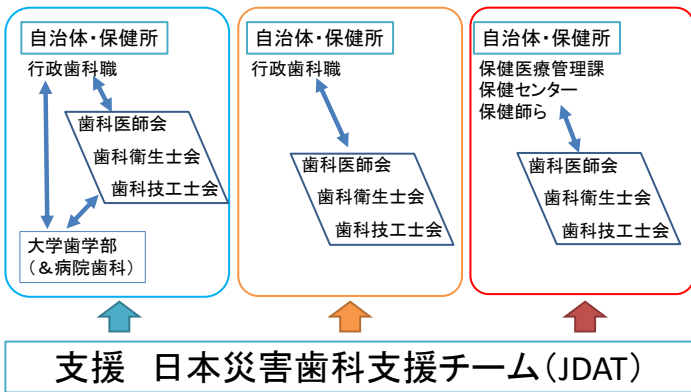 自治体・保健所
行政歯科職
歯科医師会
歯科衛生士会
歯科技工士会
大学歯学部
(&病院歯科)
自治体・保健所
行政歯科職
歯科医師会
歯科衛生士会
歯科技工士会
自治体・保健所
保健医療管理課
保健センター
保健師ら
歯科医師会
歯科衛生士会
歯科技工士会
支援 日本災害歯科支援チーム(JDAT)